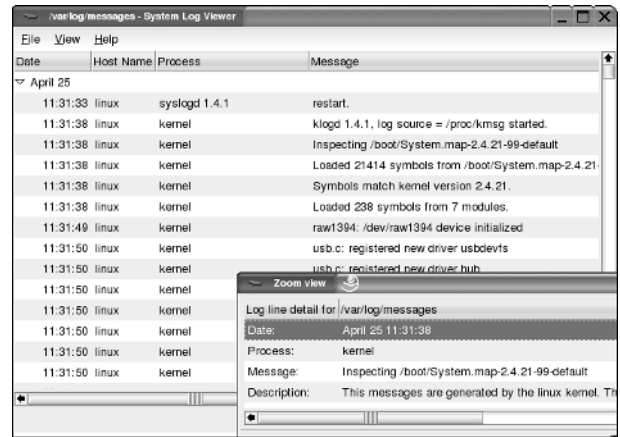 /var/log/messages - System Log Viewer
File View Help
Date Host Name Process Message
April 25
11:31:33 linux syslogd 1.4.1 restart.
11:31:38 linux kernel klogd 1.4.1, log source = /proc/kmsg started.
11:31:38 linux kernel Inspecting /boot/System.map-2.4.21-99-default
11:31:38 linux kernel Loaded 21414 symbols from /boot/System.map-2.4.21-
11:31:38 linux kernel Symbols match kernel version 2.4.21.
11:31:38 linux kernel Loaded 238 symbols from 7 modules.
11:31:49 linux kernel raw1394: /dev/raw1394 device initialized
11:31:50 linux kernel usb.c: registered new driver usbdevfs
11:31:50 linux kernel usb.c: registered new driver hub
11:31:50 linux kernel
11:31:50 linux kernel
11:31:50 linux kernel
11:31:50 linux kernel
Zoom view
Log line detail for /var/log/messages
Date: April 25 11:31:38
Process: kernel
Message: Inspecting /boot/System.map-2.4.21-99-default
Description: This messages are generated by the linux kernel. Th